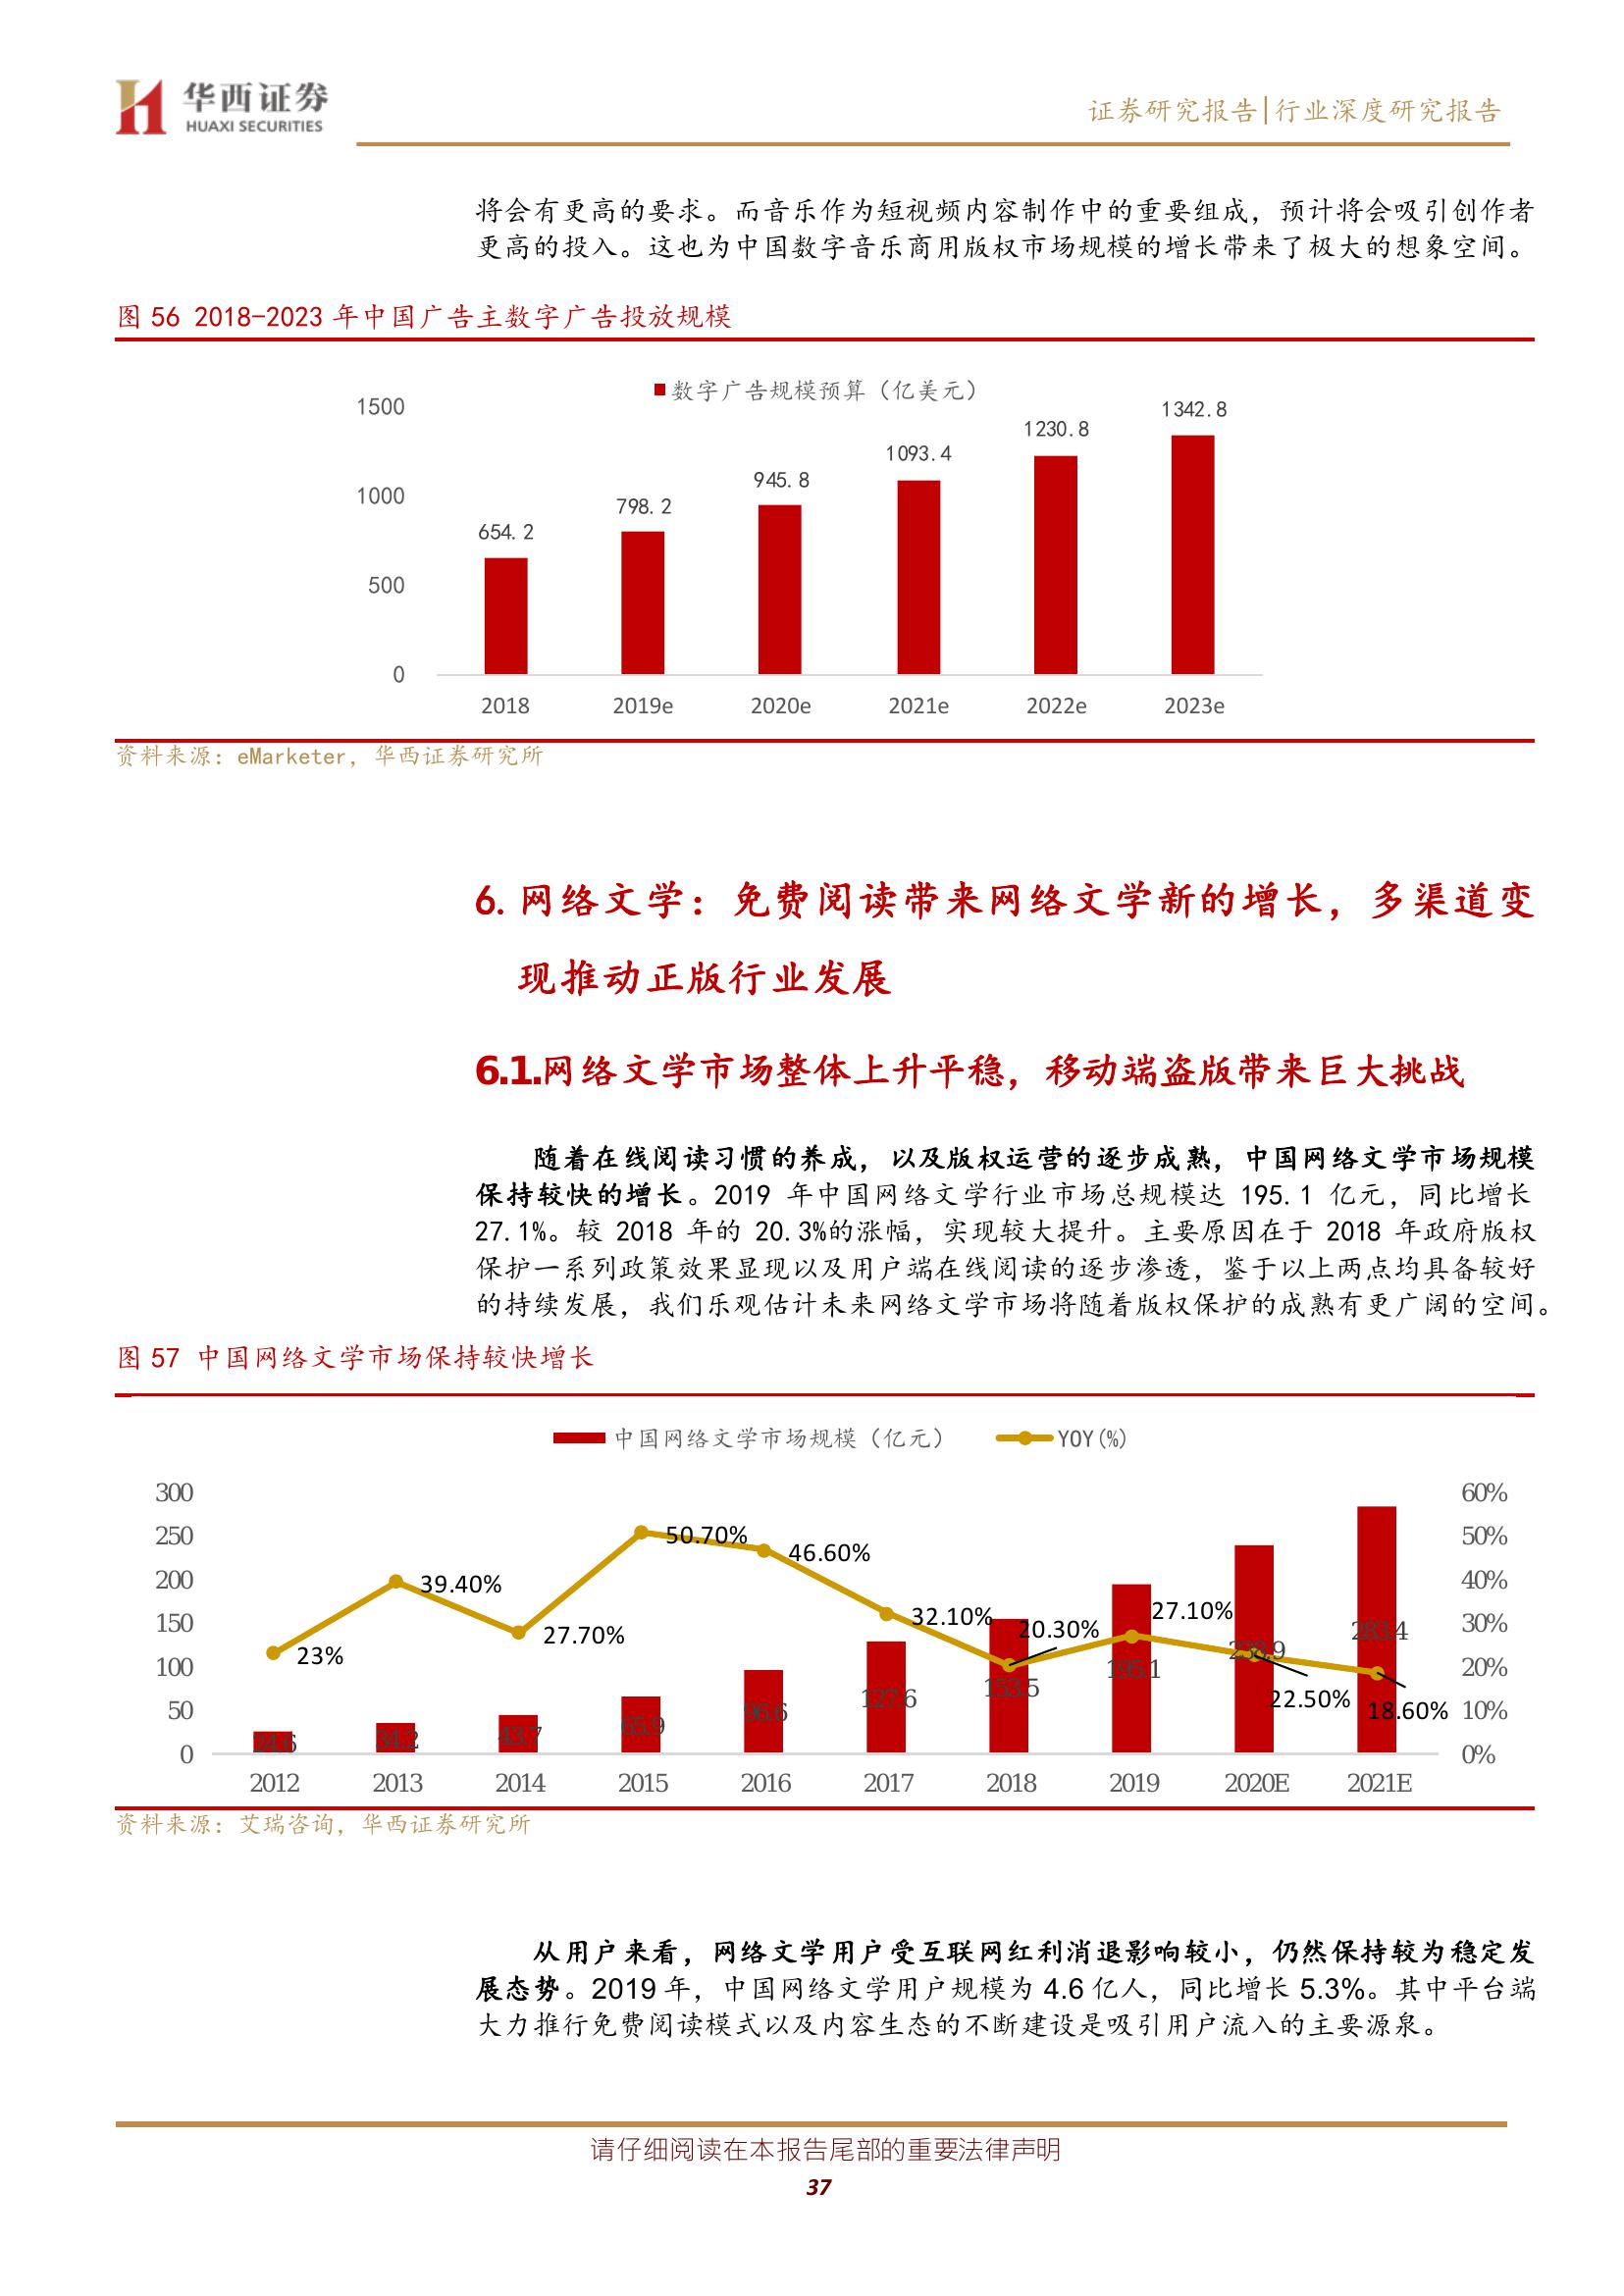 华西证券
HUAXI SECURITIES
证券研究报告|行业深度研究报告
将会有更高的要求。而音乐作为短视频内容制作中的重要组成，预计将会吸引创作者
更高的投入。这也为中国数字音乐商用版权市场规模的增长带来了极大的想象空间。
图 56 2018-2023 年中国广告主数字广告投放规模
数字广告规模预算（亿美元）
1500
1000
500
0
654.2
798.2
945.8
1093.4
1230.8
1342.8
2018 2019e 2020e 2021e 2022e 2023e
资料来源：eMarketer，华西证券研究所
6. 网络文学：免费阅读带来网络文学新的增长，多渠道变
现推动正版行业发展
6.1.网络文学市场整体上升平稳，移动端盗版带来巨大挑战
随着在线阅读习惯的养成，以及版权运营的逐步成熟，中国网络文学市场规模
保持较快的增长。2019 年中国网络文学行业市场总规模达 195.1 亿元，同比增长
27.1%。较 2018 年的 20.3%的涨幅，实现较大提升。主要原因在于 2018 年政府版权
保护一系列政策效果显现以及用户端在线阅读的逐步渗透，鉴于以上两点均具备较好
的持续发展，我们乐观估计未来网络文学市场将随着版权保护的成熟有更广阔的空间。
图 57 中国网络文学市场保持较快增长
中国网络文学市场规模（亿元） YOY(%)
300
250
200
150
100
50
0
60%
50%
40%
30%
20%
10%
0%
23%
39.40%
27.70%
50.70%
46.60%
32.10%
20.30%
27.10%
22.50%
18.60%
24.6
34.2
43.7
65.9
96.6
127.6
153.5
195.1
238.9
283.4
2012 2013 2014 2015 2016 2017 2018 2019 2020E 2021E
资料来源：艾瑞咨询，华西证券研究所
从用户来看，网络文学用户受互联网红利消退影响较小，仍然保持较为稳定发
展态势。2019 年，中国网络文学用户规模为 4.6 亿人，同比增长 5.3%。其中平台端
大力推行免费阅读模式以及内容生态的不断建设是吸引用户流入的主要源泉。
请仔细阅读在本报告尾部的重要法律声明
37